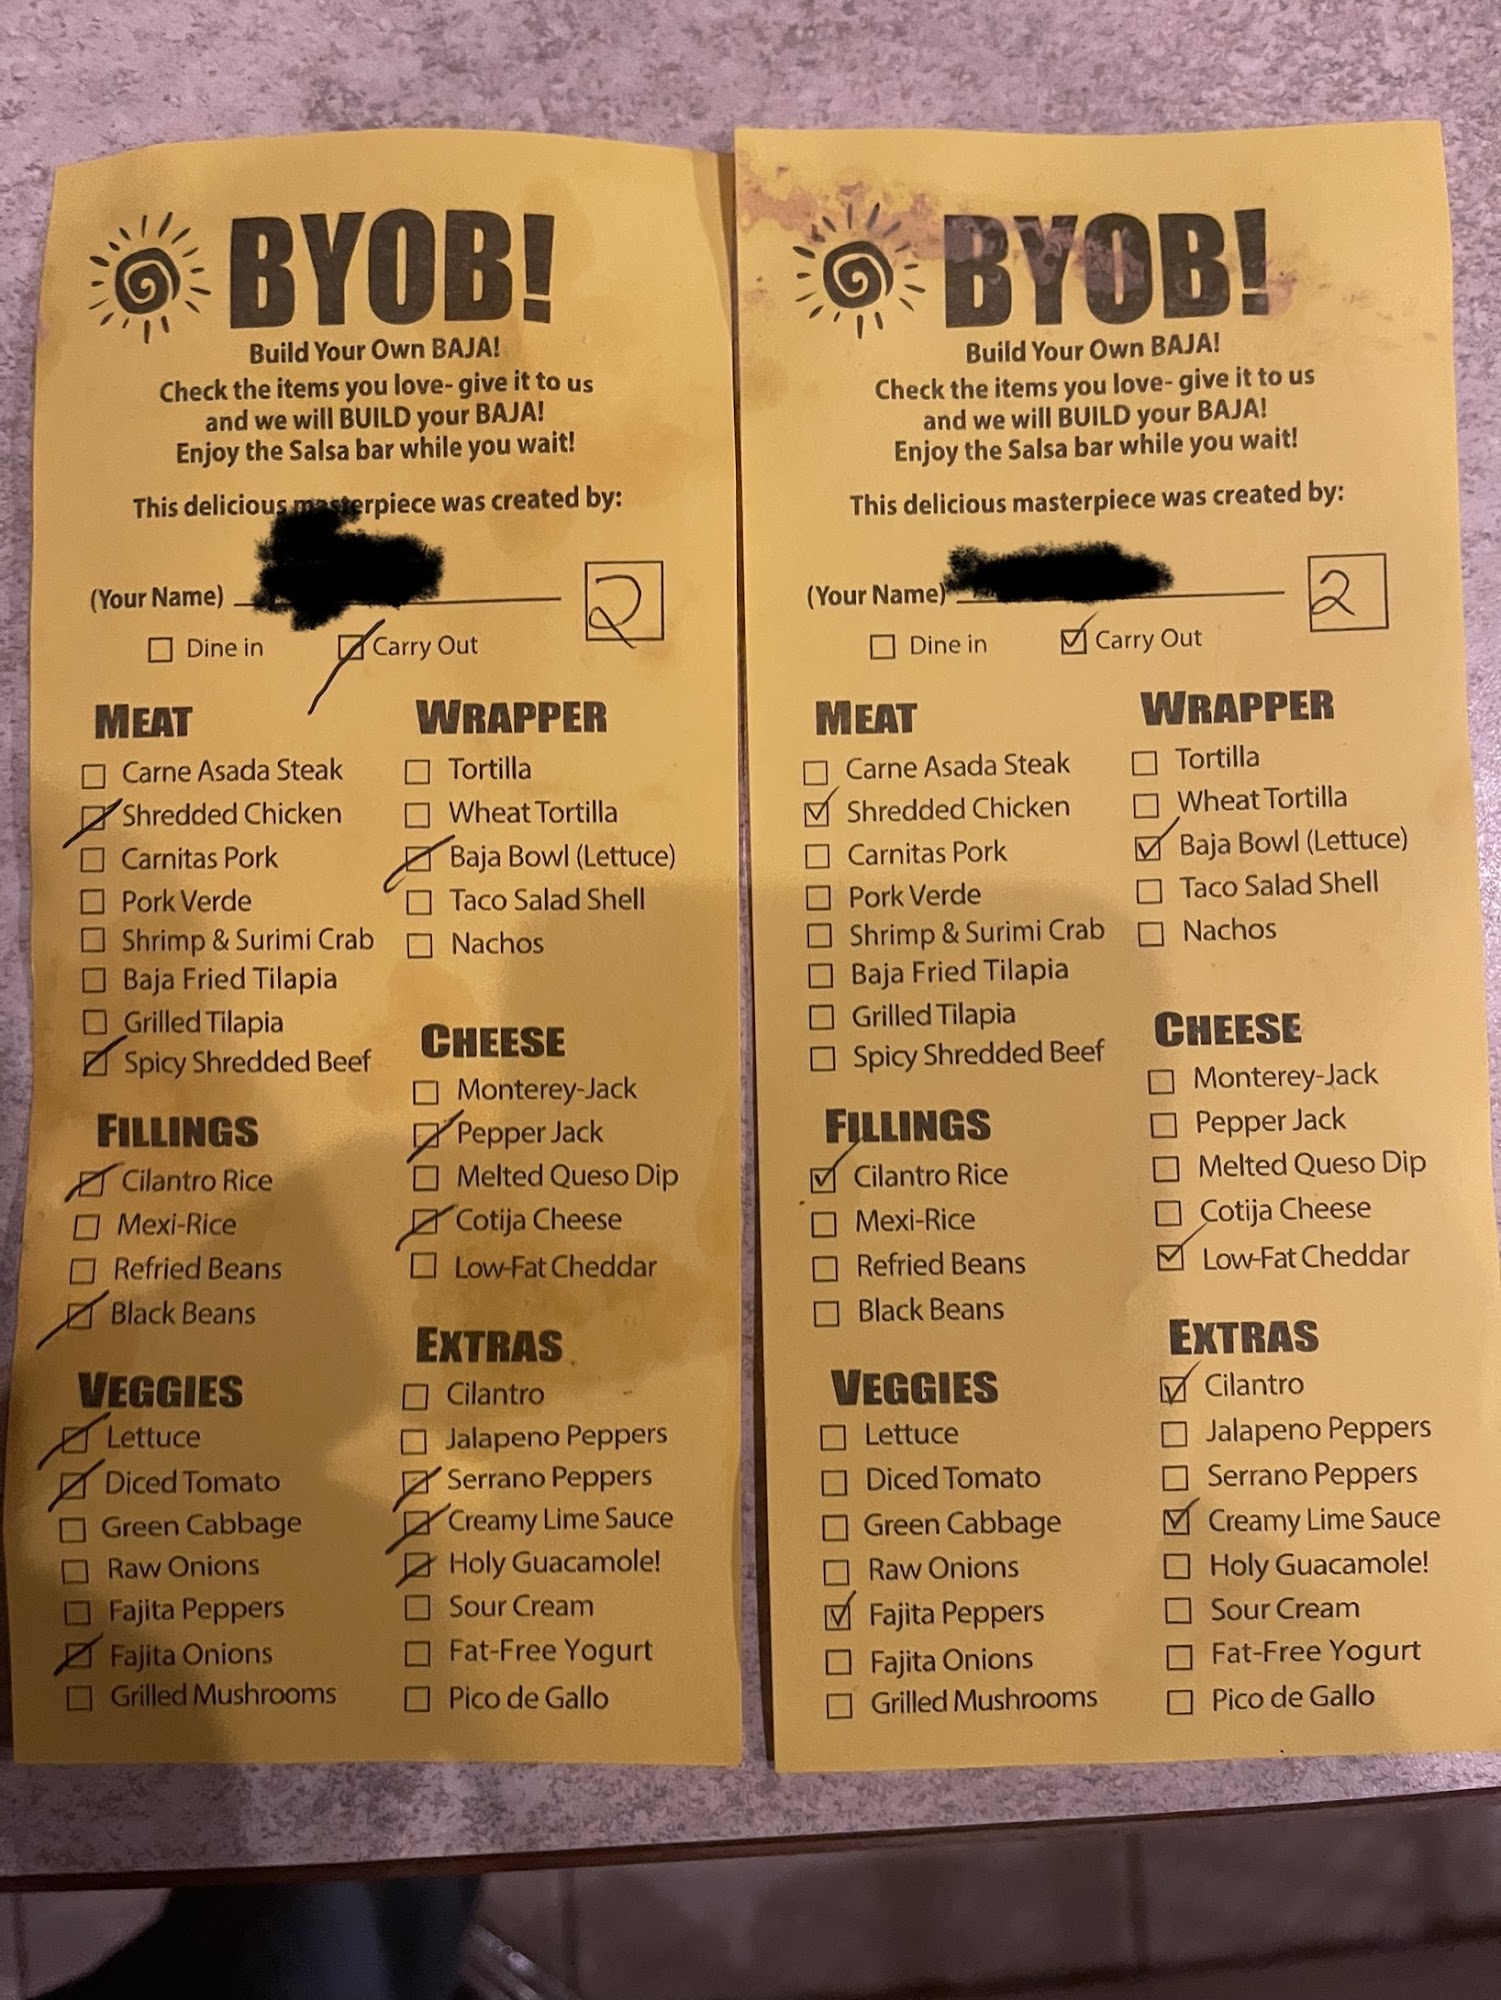 BYOB!
Build Your Own BAJA!
Check the items you love- give it to us
and we will BUILD your BAJA!
Enjoy the Salsa bar while you wait!
This delicious masterpiece was created by:
(Your Name)
2
Dine in
Carry Out
MEAT
Carne Asada Steak
Shredded Chicken
Carnitas Pork
Pork Verde
Shrimp & Surimi Crab
Baja Fried Tilapia
Grilled Tilapia
Spicy Shredded Beef
FILLINGS
Cilantro Rice
Mexi-Rice
Refried Beans
Black Beans
VEGGIES
Lettuce
Diced Tomato
Green Cabbage
Raw Onions
Fajita Peppers
Fajita Onions
Grilled Mushrooms
WRAPPER
Tortilla
Wheat Tortilla
Baja Bowl (Lettuce)
Taco Salad Shell
Nachos
CHEESE
Monterey-Jack
Pepper Jack
Melted Queso Dip
Cotija Cheese
Low-Fat Cheddar
EXTRAS
Cilantro
Jalapeno Peppers
Serrano Peppers
Creamy Lime Sauce
Holy Guacamole!
Sour Cream
Fat-Free Yogurt
Pico de Gallo
BYOB!
Build Your Own BAJA!
Check the items you love- give it to us
and we will BUILD your BAJA!
Enjoy the Salsa bar while you wait!
This delicious masterpiece was created by:
(Your Name)
2
Dine in
Carry Out
MEAT
Carne Asada Steak
Shredded Chicken
Carnitas Pork
Pork Verde
Shrimp & Surimi Crab
Baja Fried Tilapia
Grilled Tilapia
Spicy Shredded Beef
FILLINGS
Cilantro Rice
Mexi-Rice
Refried Beans
Black Beans
VEGGIES
Lettuce
Diced Tomato
Green Cabbage
Raw Onions
Fajita Peppers
Fajita Onions
Grilled Mushrooms
WRAPPER
Tortilla
Wheat Tortilla
Baja Bowl (Lettuce)
Taco Salad Shell
Nachos
CHEESE
Monterey-Jack
Pepper Jack
Melted Queso Dip
Cotija Cheese
Low-Fat Cheddar
EXTRAS
Cilantro
Jalapeno Peppers
Serrano Peppers
Creamy Lime Sauce
Holy Guacamole!
Sour Cream
Fat-Free Yogurt
Pico de Gallo